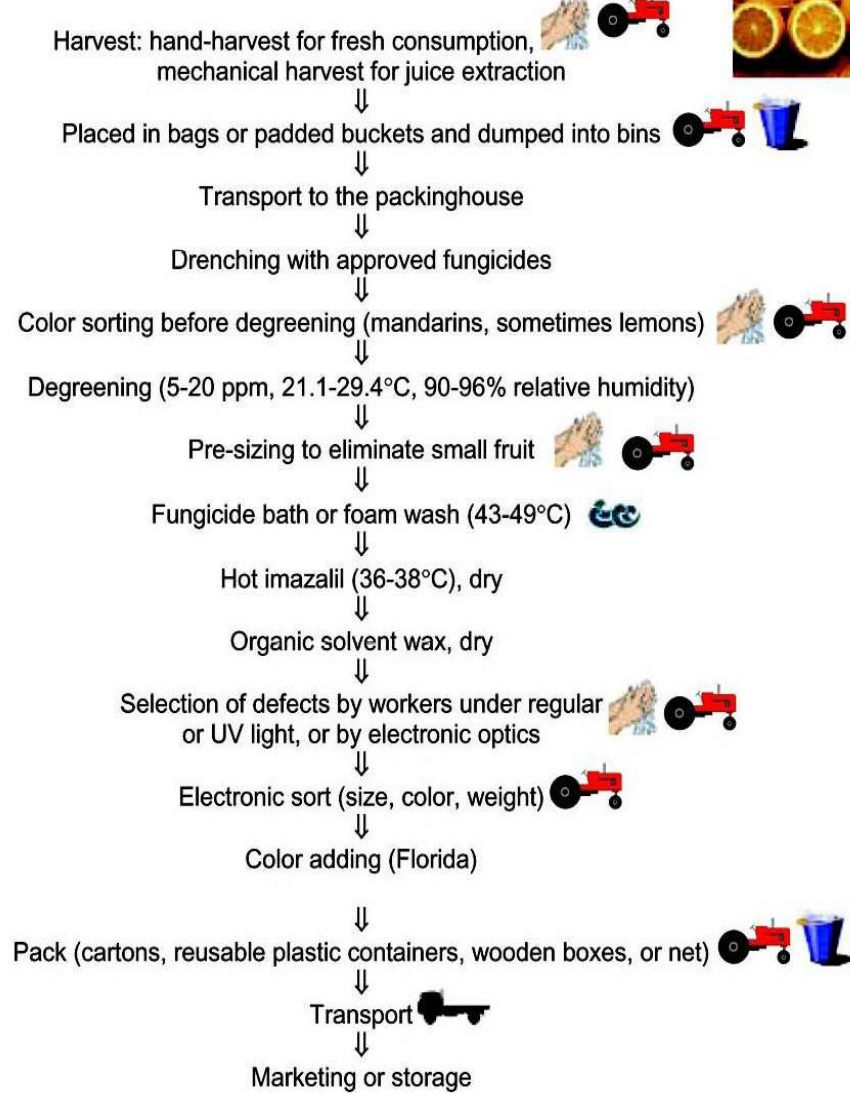 Harvest: hand-harvest for fresh consumption,
mechanical harvest for juice extraction
⇓
Placed in bags or padded buckets and dumped into bins
⇓
Transport to the packinghouse
⇓
Drenching with approved fungicides
⇓
Color sorting before degreening (mandarins, sometimes lemons)
⇓
Degreening (5-20 ppm, 21.1-29.4°C, 90-96% relative humidity)
⇓
Pre-sizing to eliminate small fruit
⇓
Fungicide bath or foam wash (43-49°C)
⇓
Hot imazalil (36-38°C), dry
⇓
Organic solvent wax, dry
⇓
Selection of defects by workers under regular
or UV light, or by electronic optics
⇓
Electronic sort (size, color, weight)
⇓
Color adding (Florida)
⇓
Pack (cartons, reusable plastic containers, wooden boxes, or net)
⇓
Transport
⇓
Marketing or storage